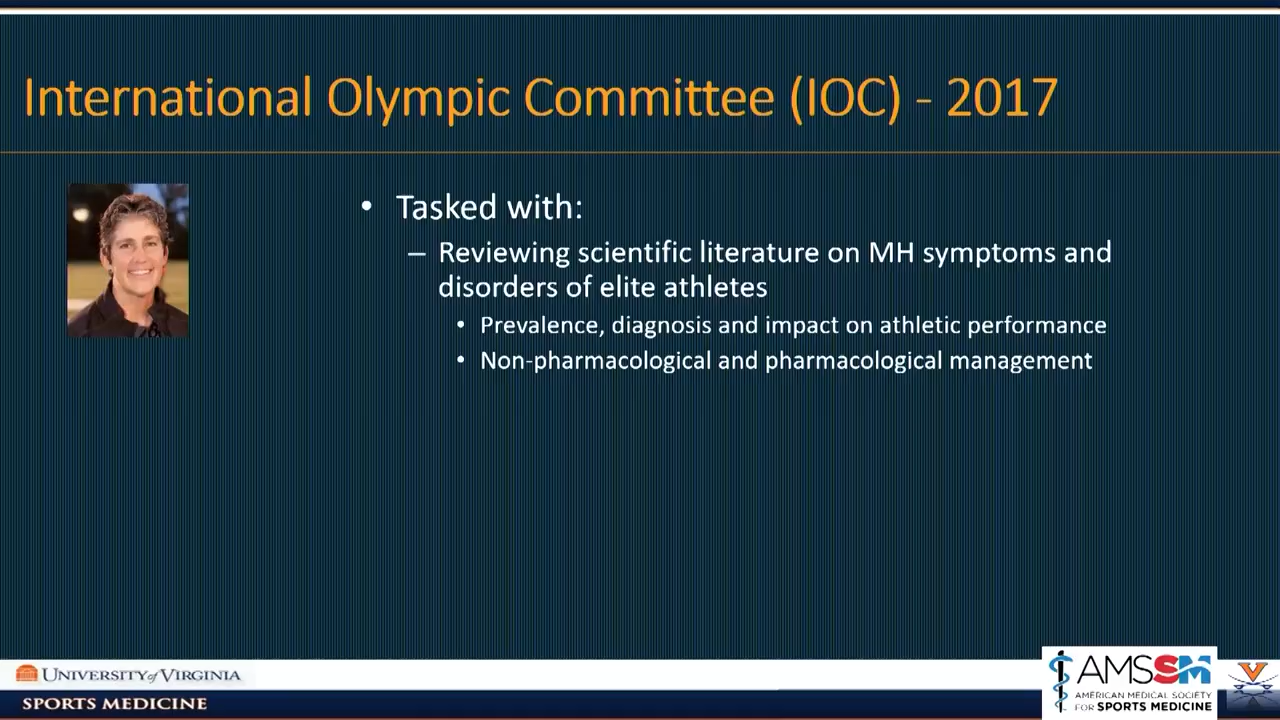 International Olympic Committee (IOC) - 2017
• Tasked with:
– Reviewing scientific literature on MH symptoms and
disorders of elite athletes
• Prevalence, diagnosis and impact on athletic performance
• Non-pharmacological and pharmacological management
UNIVERSITY of VIRGINIA
SPORTS MEDICINE
AMSSM
AMERICAN MEDICAL SOCIETY
FOR SPORTS MEDICINE